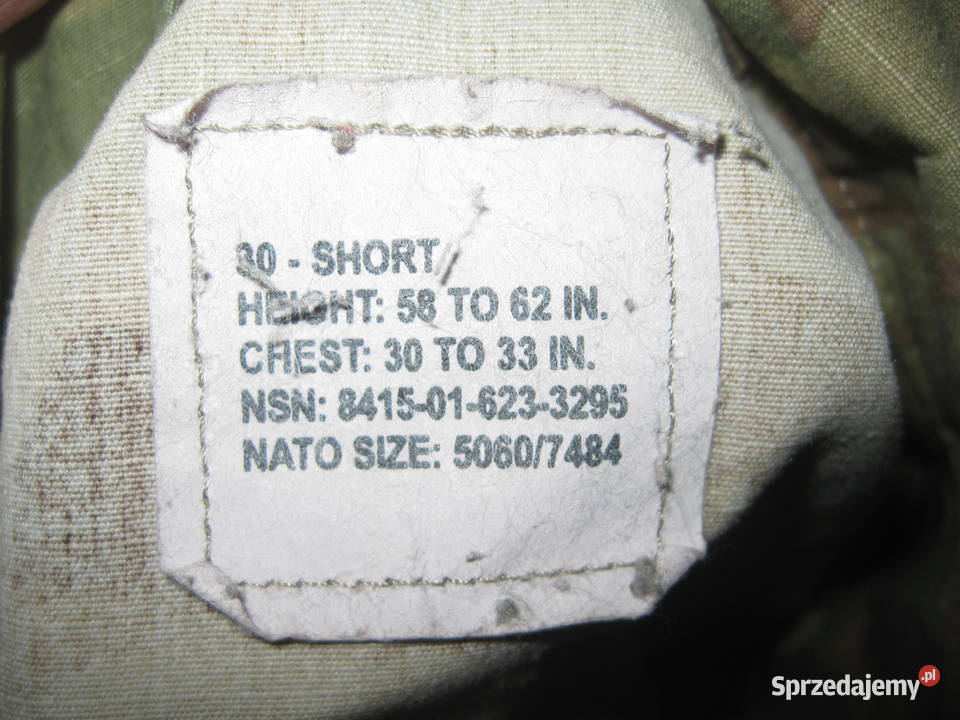 30 - SHORT
HEIGHT: 58 TO 62 IN.
CHEST: 30 TO 33 IN.
NSN: 8415-01-623-3295
NATO SIZE: 5060/7484
Sprzedajemy.pl